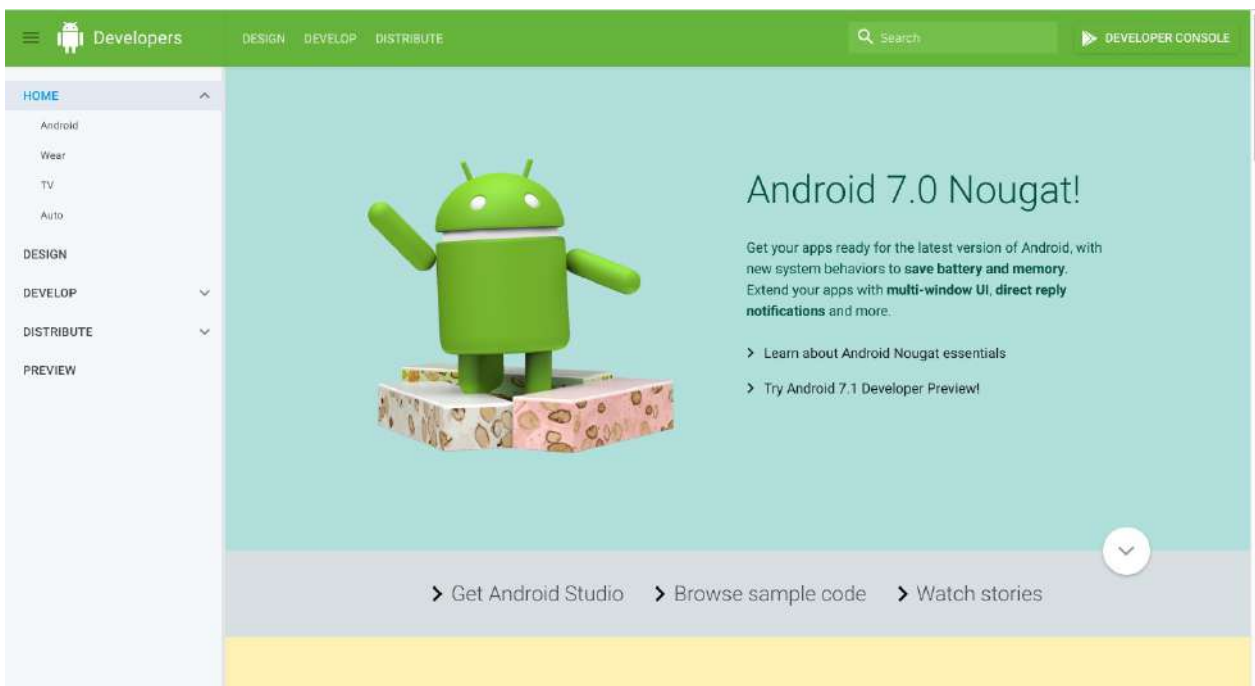 Developers
DESIGN DEVELOP DISTRIBUTE
Search
DEVELOPER CONSOLE
HOME
Android
Wear
TV
Auto
DESIGN
DEVELOP
DISTRIBUTE
PREVIEW
Android 7.0 Nougat!
Get your apps ready for the latest version of Android, with
new system behaviors to save battery and memory.
Extend your apps with multi-window UI, direct reply
notifications and more.
Learn about Android Nougat essentials
Try Android 7.1 Developer Preview!
Get Android Studio
Browse sample code
Watch stories